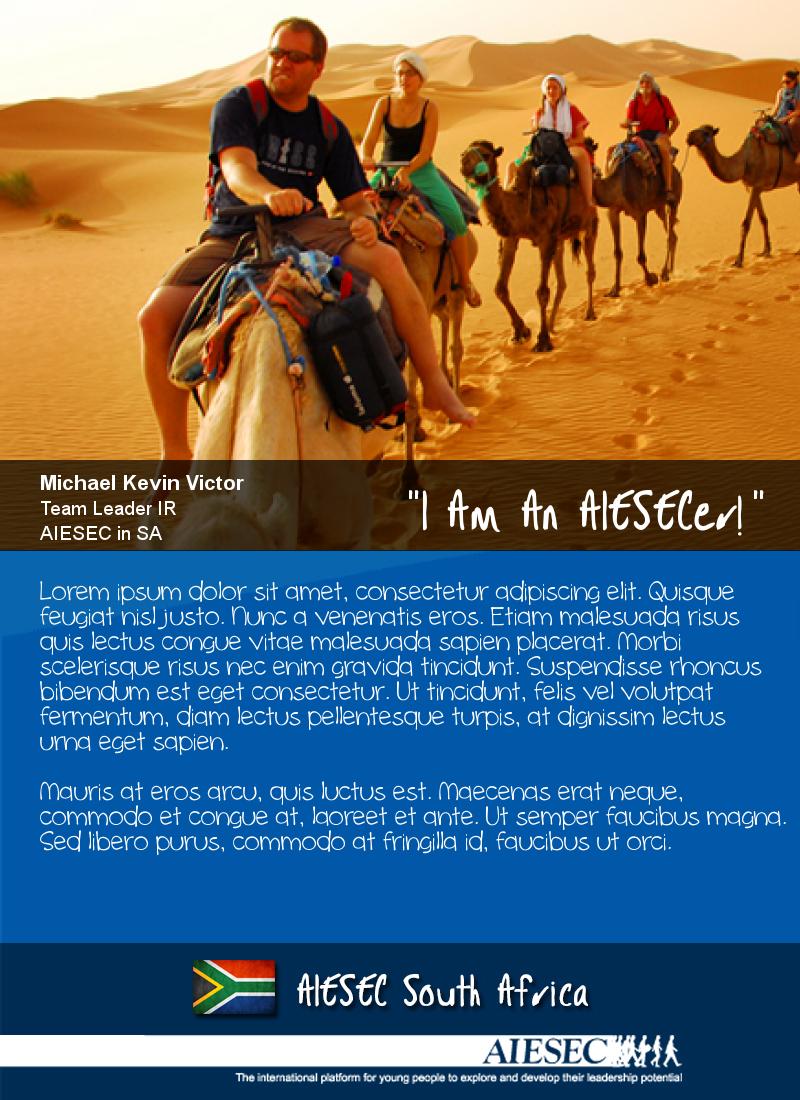 Michael Kevin Victor
Team Leader IR
AIESEC in SA
"I Am An AIESECer!"
Lorem ipsum dolor sit amet, consectetur adipiscing elit. Quisque
feugiat nisl justo. Nunc a venenatis eros. Etiam malesuada risus
quis lectus congue vitae malesuada sapien placerat. Morbi
scelerisque risus nec enim gravida tincidunt. Suspendisse rhoncus
bibendum est eget consectetur. Ut tincidunt, felis vel volutpat
fermentum, diam lectus pellentesque turpis, at dignissim lectus
urna eget sapien.
Mauris at eros arcu, quis luctus est. Maecenas erat neque,
commodo et congue at, laoreet et ante. Ut semper faucibus magna.
Sed libero purus, commodo at fringilla id, faucibus ut orci.
AIESEC South Africa
AIESEC
The international platform for young people to explore and develop their leadership potential